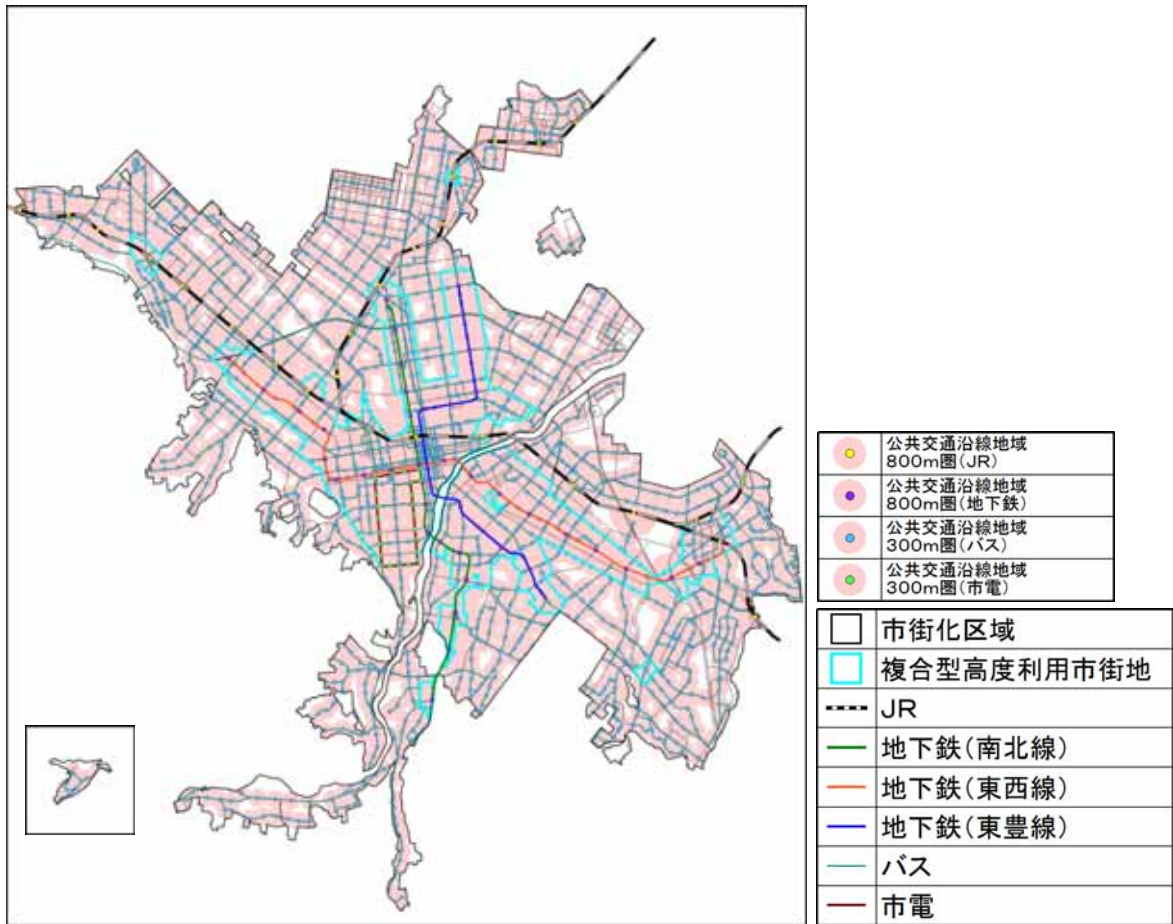 公共交通沿線地域
800m圏(JR)
公共交通沿線地域
800m圏(地下鉄)
公共交通沿線地域
300m圏(バス)
公共交通沿線地域
300m圏(市電)
市街化区域
複合型高度利用市街地
JR
地下鉄(南北線)
地下鉄(東西線)
地下鉄(東豊線)
バス
市電